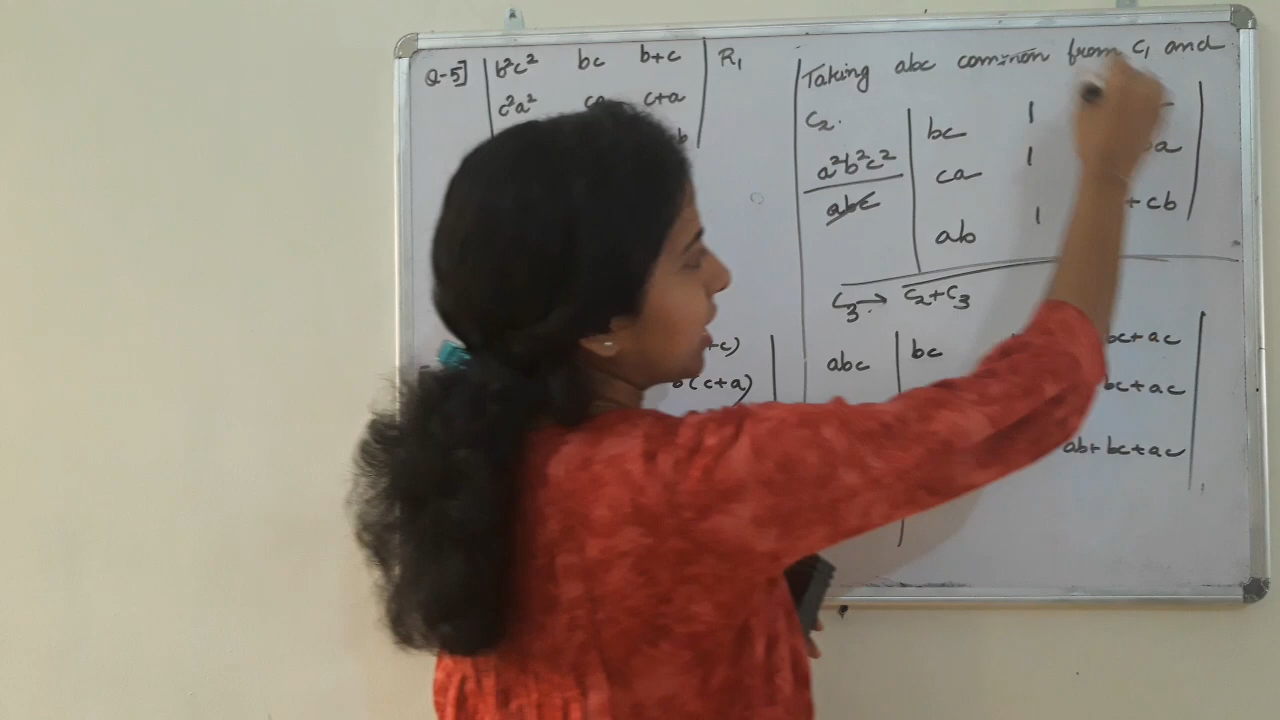 Q-5] b²c² bc b+c R₁
c²a² ca c+a
b
+c)
b(c+a)
Taking abc common from C₁ and
C₂.
bc 1
a²b²c² ca 1 ba
abc
ab 1 + cb
C₃→ C₂+C₃
abc bc bc+ac
bc+ac
ab+bc+ac